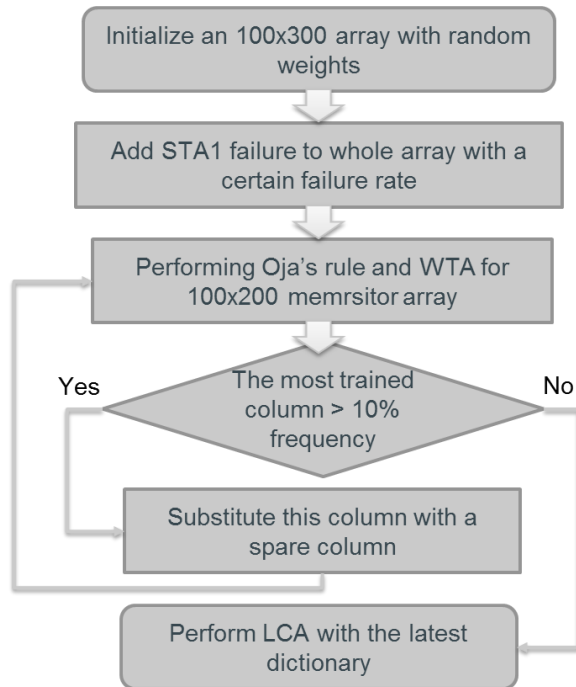 Initialize an 100x300 array with random
weights
Add STA1 failure to whole array with a
certain failure rate
Performing Oja's rule and WTA for
100x200 memrsitor array
Yes
The most trained
column > 10%
frequency
No
Substitute this column with a
spare column
Perform LCA with the latest
dictionary